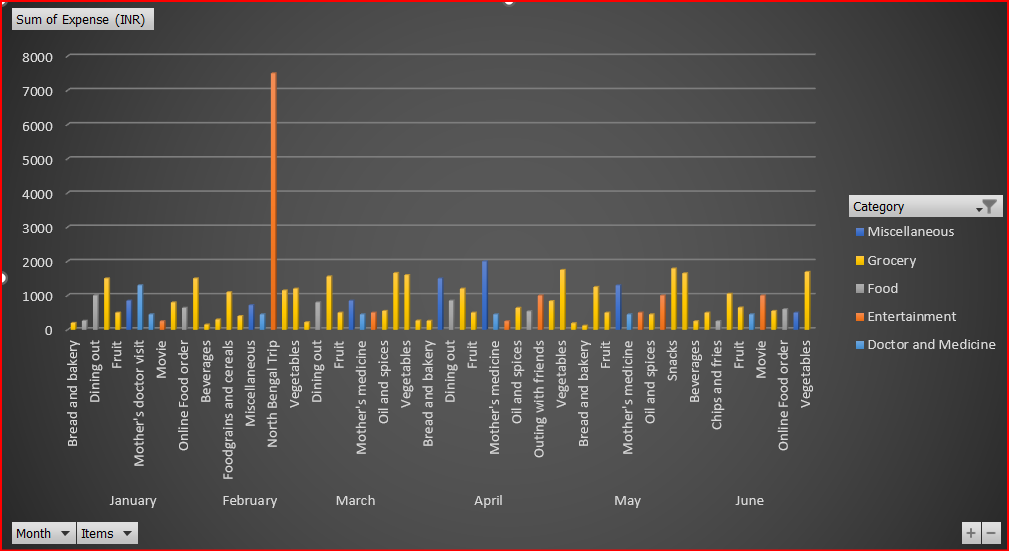 Sum of Expense (INR)
8000
7000
6000
5000
4000
3000
2000
1000
0
Bread and bakery
Dining out
Fruit
Mother's doctor visit
Movie
Online Food order
Beverages
Foodgrains and cereals
Miscellaneous
North Bengal Trip
Vegetables
Dining out
Fruit
Mother's medicine
Oil and spices
Vegetables
Bread and bakery
Dining out
Fruit
Mother's medicine
Oil and spices
Outing with friends
Vegetables
Bread and bakery
Fruit
Mother's medicine
Oil and spices
Snacks
Beverages
Chips and fries
Fruit
Movie
Online Food order
Vegetables
January February March April May June
Category
Miscellaneous
Grocery
Food
Entertainment
Doctor and Medicine
Month Items + −